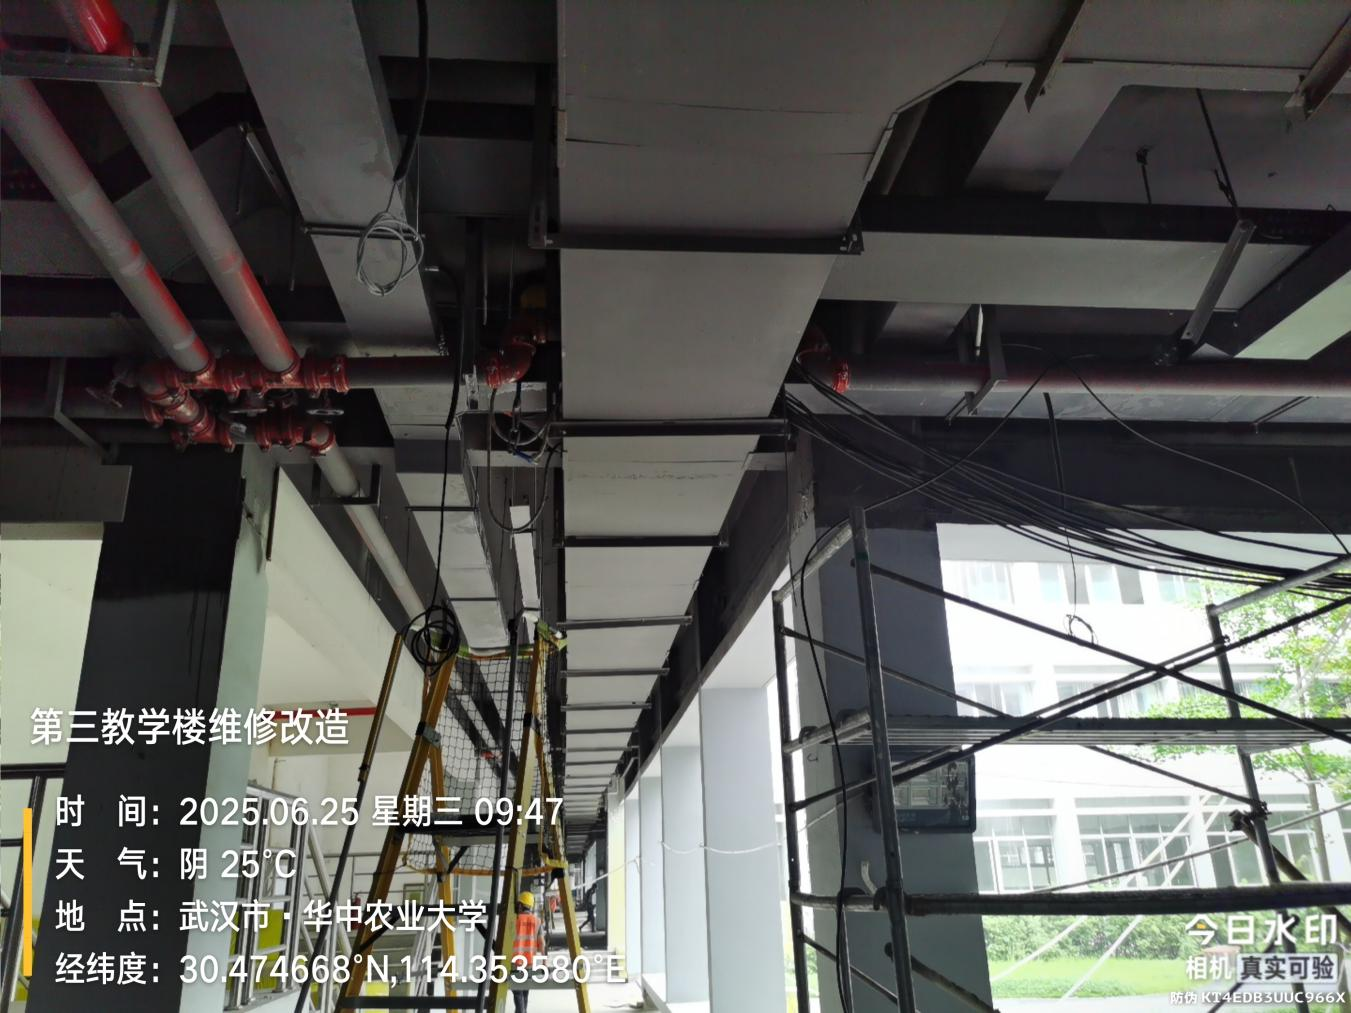 第三教学楼维修改造
时 间：2025.06.25 星期三 09:47
天 气：阴 25°C
地 点：武汉市·华中农业大学
经纬度：30.474668°N,114.353580°E
今日水印
相机 真实可验
防伪 KT4EDB3UUC966X